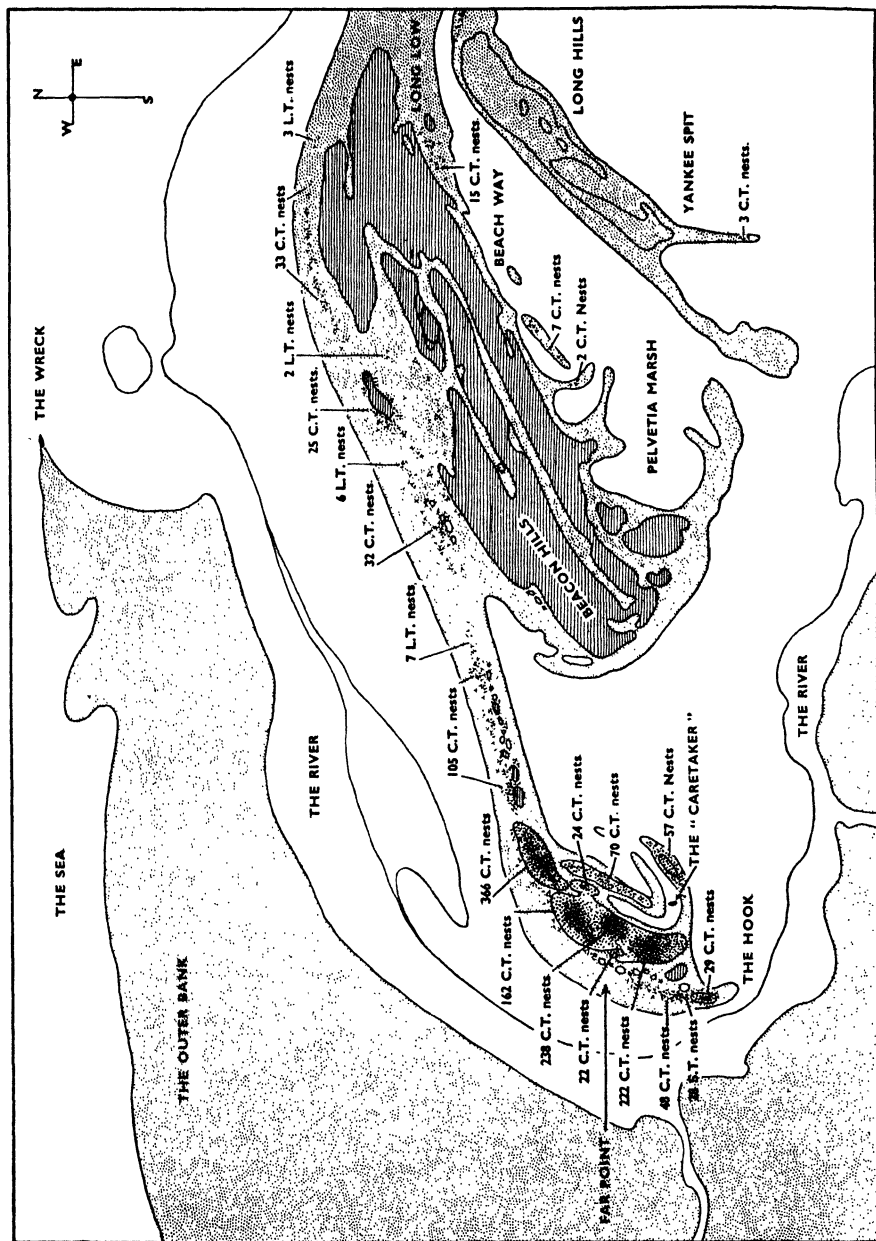 N
W
E
S
THE WRECK
THE SEA
THE OUTER BANK
THE RIVER
3 L.T. nests
33 C.T. nests
2 L.T. nests
25 C.T. nests.
6 L.T. nests
32 C.T. nests.
7 L.T. nests
105 C.T. nests
366 C.T. nests
162 C.T. nests
238 C.T. nests
22 C.T. nests
222 C.T. nests
48 C.T. nests
28 S.T. nests
FAR POINT
LONG LOW
15 C.T. nests.
BEACH WAY
7 C.T. nests
2 C.T. Nests
PELVETIA MARSH
BEACON HILLS
LONG HILLS
YANKEE SPIT
3 C.T. nests.
24 C.T. nests
70 C.T. nests
57 C.T. Nests
THE "CARETAKER"
29 C.T. nests
THE HOOK
THE RIVER